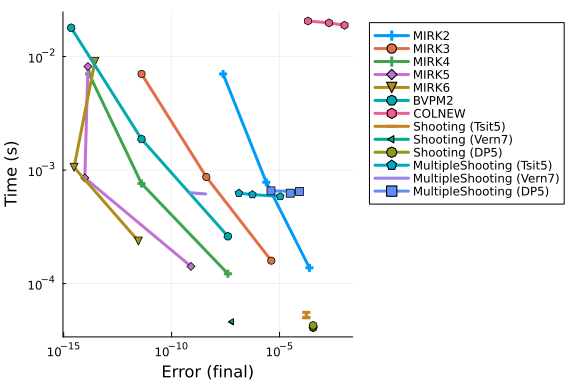 Time (s)
10⁻²
10⁻³
10⁻⁴
10⁻¹⁵
10⁻¹⁰
10⁻⁵
Error (final)
MIRK2
MIRK3
MIRK4
MIRK5
MIRK6
BVPM2
COLNEW
Shooting (Tsit5)
Shooting (Vern7)
Shooting (DP5)
MultipleShooting (Tsit5)
MultipleShooting (Vern7)
MultipleShooting (DP5)